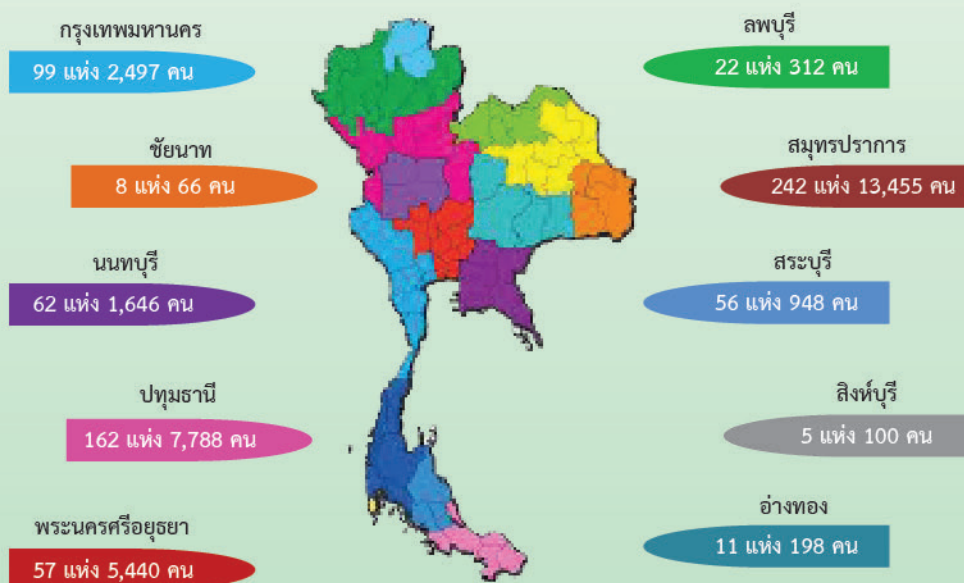 กรุงเทพมหานคร
99 แห่ง 2,497 คน
ชัยนาท
8 แห่ง 66 คน
นนทบุรี
62 แห่ง 1,646 คน
ปทุมธานี
162 แห่ง 7,788 คน
พระนครศรีอยุธยา
57 แห่ง 5,440 คน
ลพบุรี
22 แห่ง 312 คน
สมุทรปราการ
242 แห่ง 13,455 คน
สระบุรี
56 แห่ง 948 คน
สิงห์บุรี
5 แห่ง 100 คน
อ่างทอง
11 แห่ง 198 คน